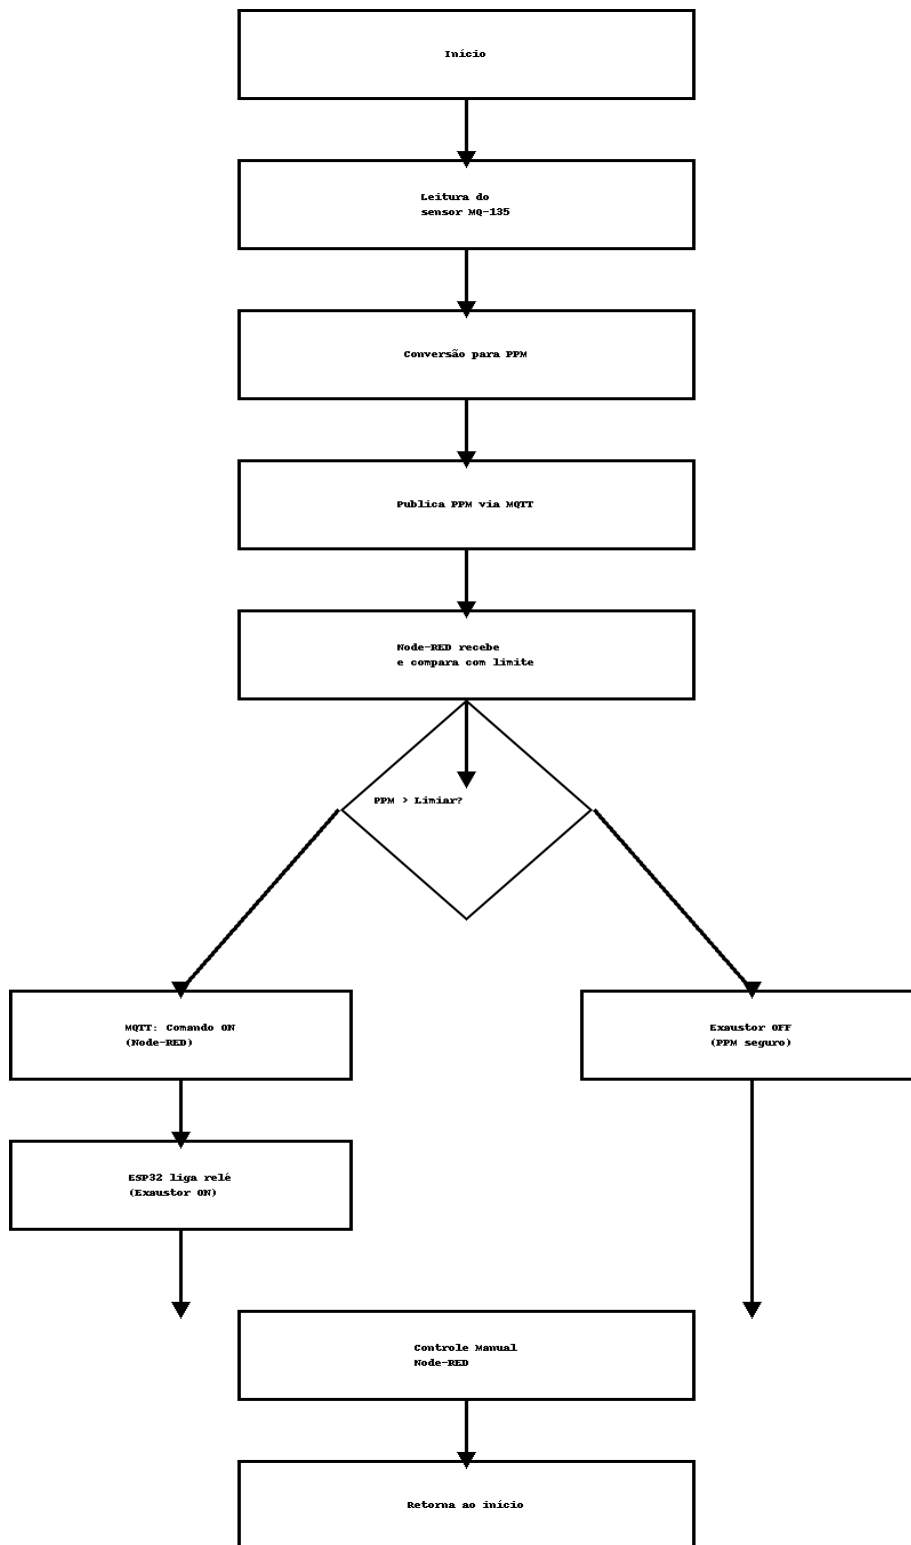 Início
Leitura do
sensor MQ-135
Conversão para PPM
Publica PPM via MQTT
Node-RED recebe
e compara com limite
PPM > Limiar?
MQTT: Comando ON
(Node-RED)
Exaustor OFF
(PPM seguro)
ESP32 liga relé
(Exaustor ON)
Controle Manual
Node-RED
Retorna ao início